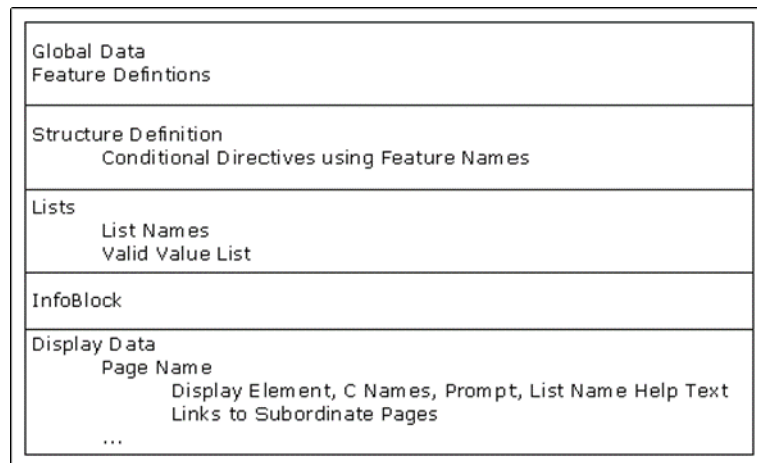 Global Data
Feature Defintions
Structure Definition
Conditional Directives using Feature Names
Lists
List Names
Valid Value List
InfoBlock
Display Data
Page Name
Display Element, C Names, Prompt, List Name Help Text
Links to Subordinate Pages
...